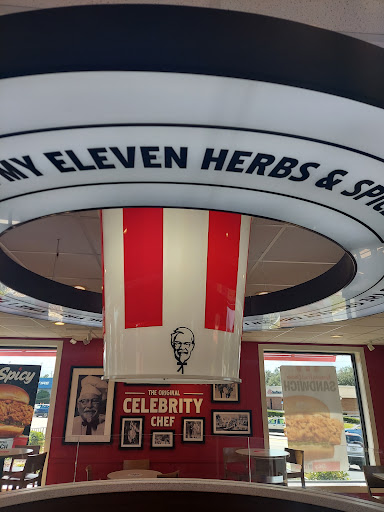 MY ELEVEN HERBS & SPIC
Spicy
THE ORIGINAL
CELEBRITY
CHEF
SANDWICH